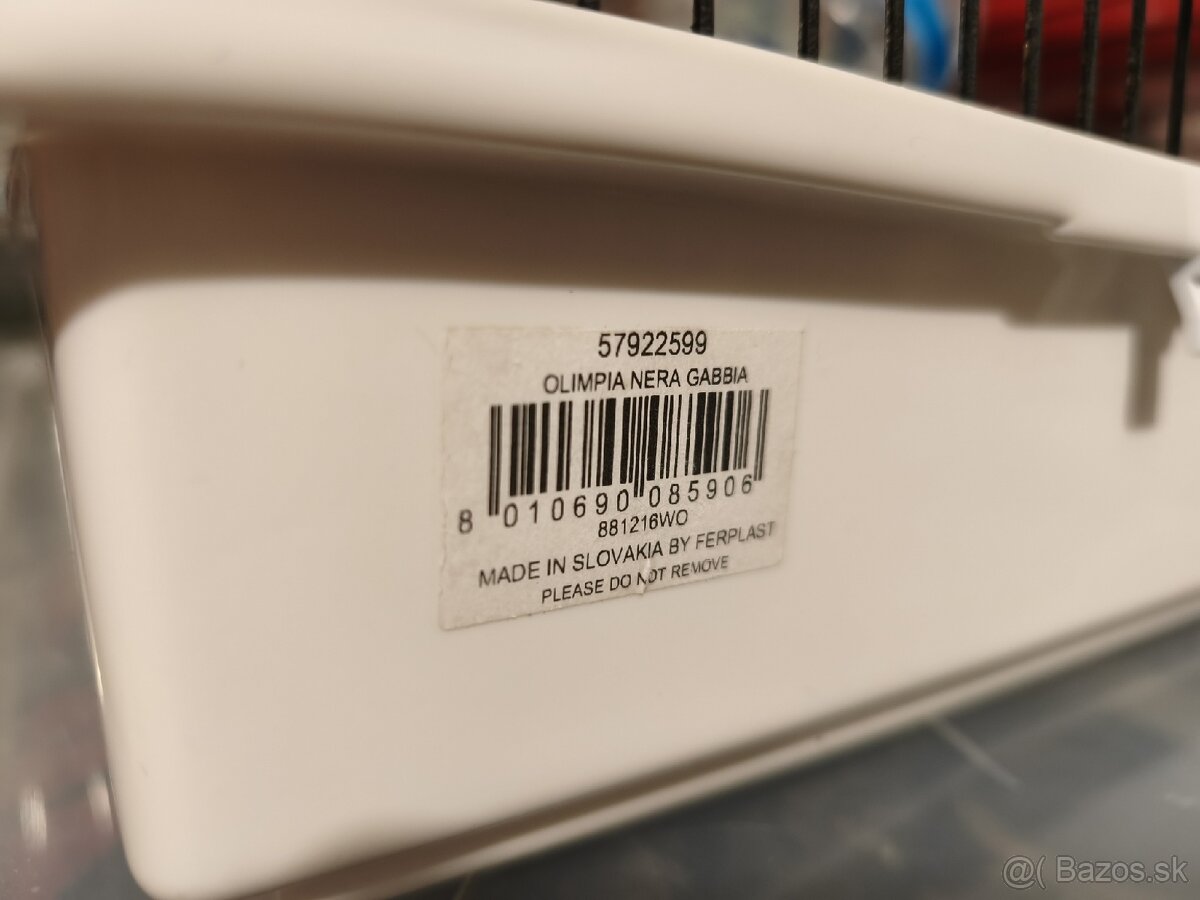 57922599
OLIMPIA NERA GABBIA
8 010690 085906
881216WO
MADE IN SLOVAKIA BY FERPLAST
PLEASE DO NOT REMOVE
@( Bazos.sk